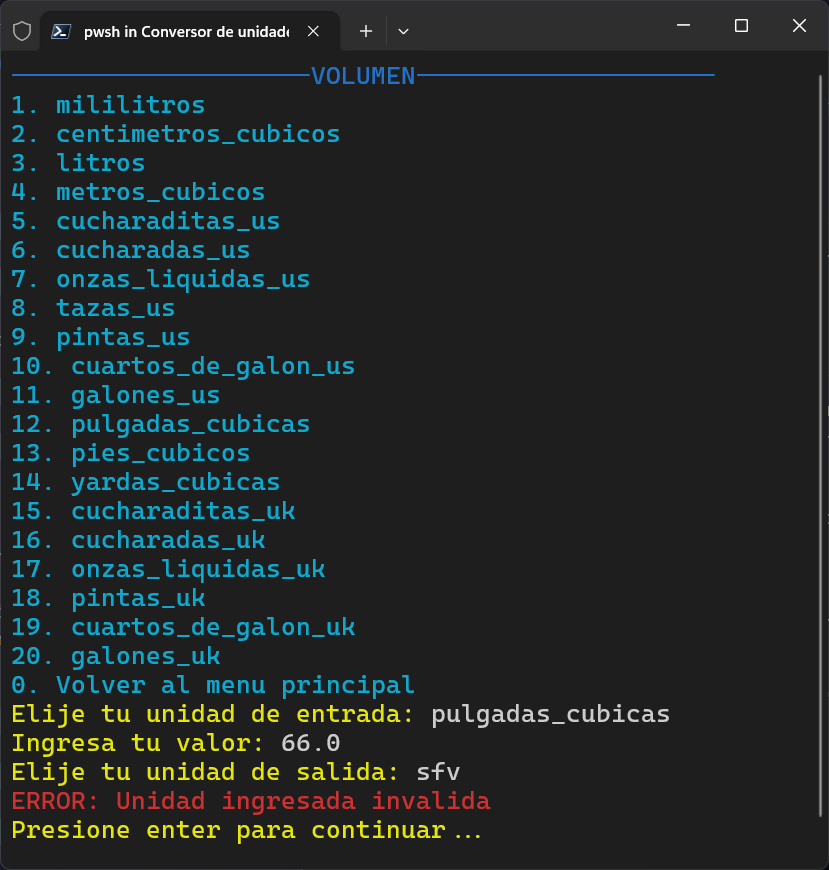 pwsh in Conversor de unidade
VOLUMEN
1. mililitros
2. centimetros_cubicos
3. litros
4. metros_cubicos
5. cucharaditas_us
6. cucharadas_us
7. onzas_liquidas_us
8. tazas_us
9. pintas_us
10. cuartos_de_galon_us
11. galones_us
12. pulgadas_cubicas
13. pies_cubicos
14. yardas_cubicas
15. cucharaditas_uk
16. cucharadas_uk
17. onzas_liquidas_uk
18. pintas_uk
19. cuartos_de_galon_uk
20. galones_uk
0. Volver al menu principal
Elije tu unidad de entrada: pulgadas_cubicas
Ingresa tu valor: 66.0
Elije tu unidad de salida: sfv
ERROR: Unidad ingresada invalida
Presione enter para continuar...